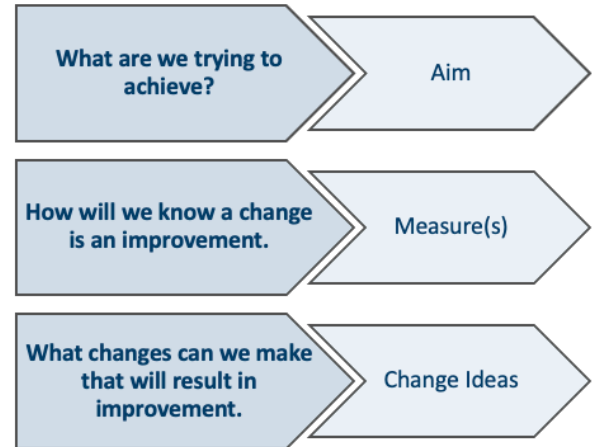 What are we trying to
achieve?
Aim
How will we know a change
is an improvement.
Measure(s)
What changes can we make
that will result in
improvement.
Change Ideas